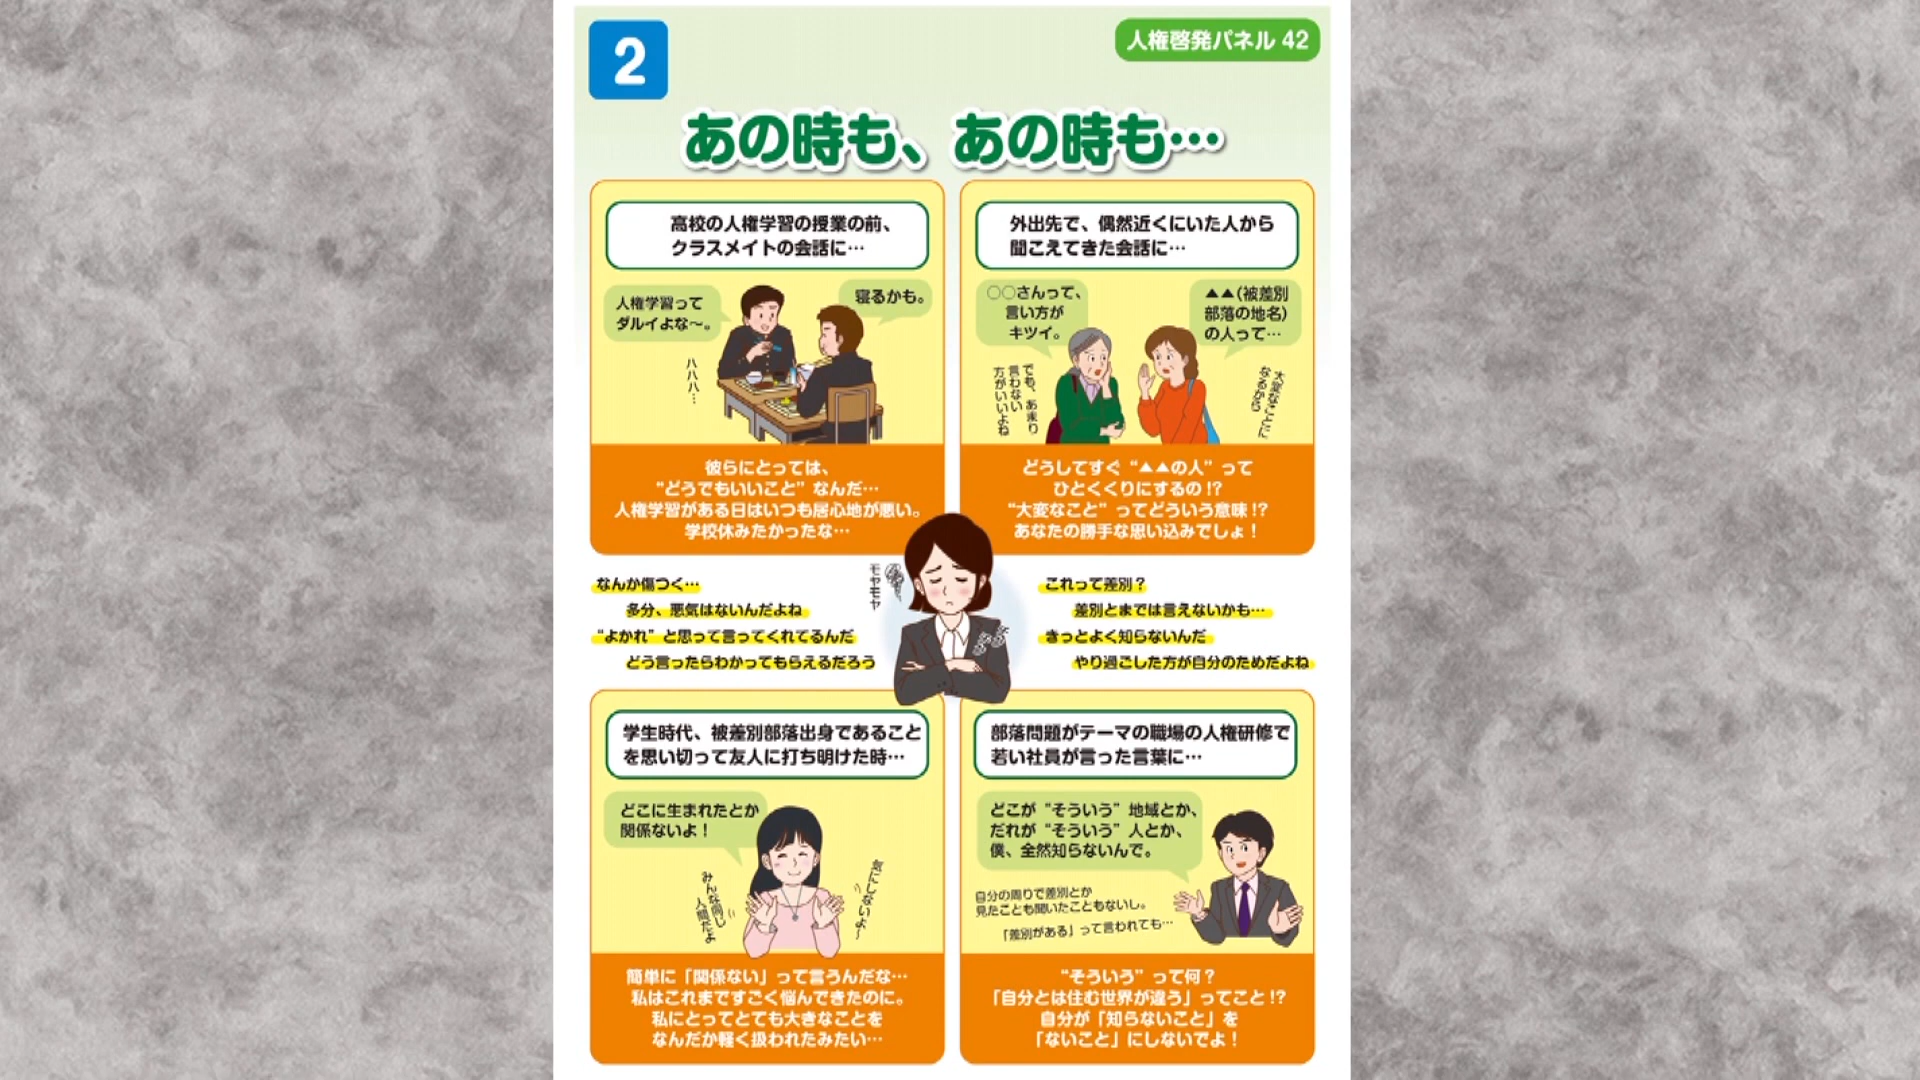 2
人権啓発パネル 42
あの時も、あの時も…
高校の人権学習の授業の前、
クラスメイトの会話に…
人権学習って
ダルイよな～。
寝るかも。
ハハハ…
彼らにとっては、
“どうでもいいこと”なんだ…
人権学習がある日はいつも居心地が悪い。
学校休みたかったな…
外出先で、偶然近くにいた人から
聞こえてきた会話に…
○○さんって、
言い方が
キツイ。
▲▲(被差別
部落の地名)
の人って…
でも、あまり
言わない
方がいいよね
大変なことに
なるから
どうしてすぐ“▲▲の人”って
ひとくくりにするの!?
“大変なこと”ってどういう意味!?
あなたの勝手な思い込みでしょ！
なんか傷つく…
多分、悪気はないんだよね
“よかれ”と思って言ってくれてるんだ
どう言ったらわかってもらえるだろう
モヤモヤ
これって差別？
差別とまでは言えないかも…
きっとよく知らないんだ
やり過ごした方が自分のためだよね
学生時代、被差別部落出身であること
を思い切って友人に打ち明けた時…
どこに生まれたとか
関係ないよ！
みんな同じ
人間だよ
気にしないよ～
簡単に「関係ない」って言うんだな…
私はこれまですごく悩んできたのに。
私にとってとても大きなことを
なんだか軽く扱われたみたい…
部落問題がテーマの職場の人権研修で
若い社員が言った言葉に…
どこが“そういう”地域とか、
だれが“そういう”人とか、
僕、全然知らないんで。
自分の周りで差別とか
見たことも聞いたこともないし。
「差別がある」って言われても…
“そういう”って何？
「自分とは住む世界が違う」ってこと!?
自分が「知らないこと」を
「ないこと」にしないでよ！